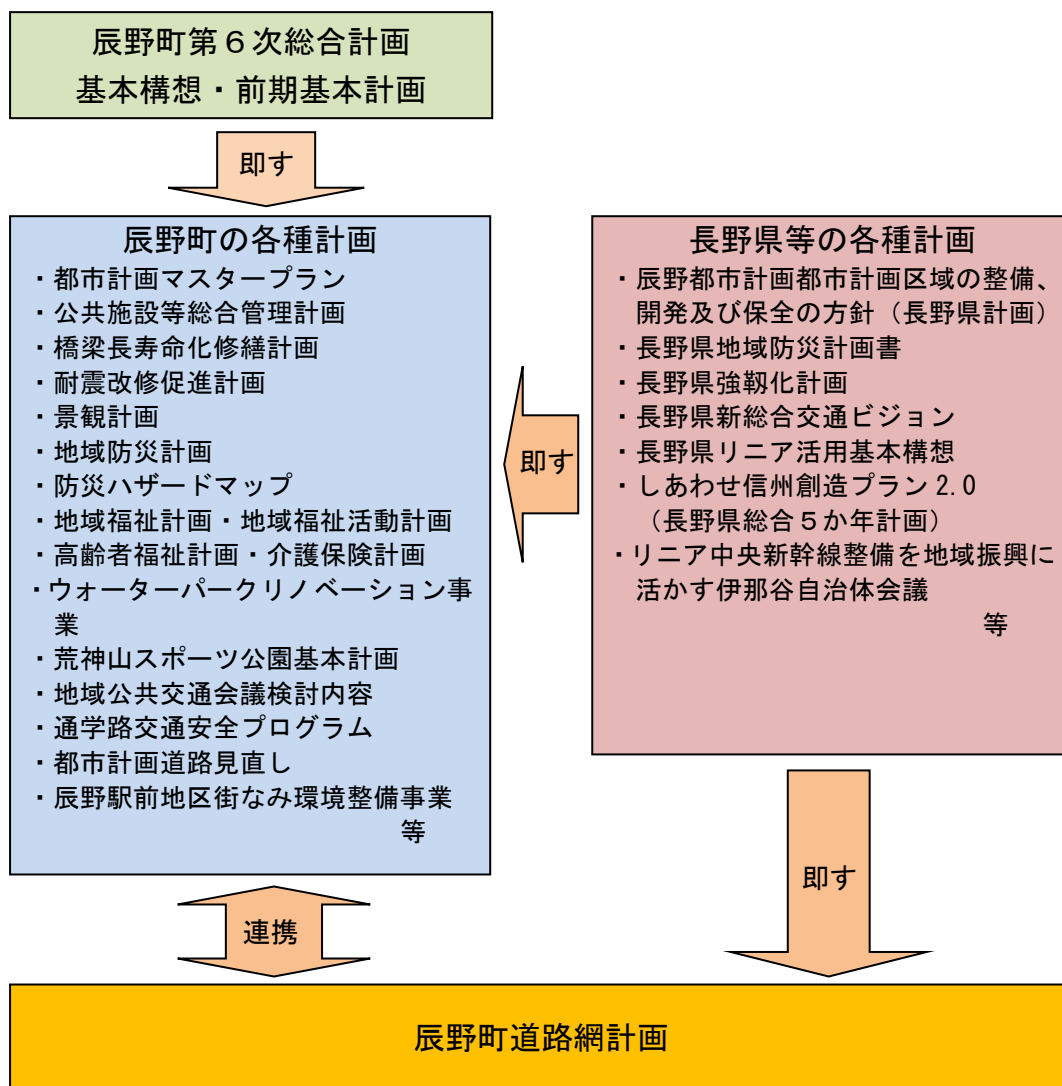 辰野町第６次総合計画
基本構想・前期基本計画
即す
辰野町の各種計画
・都市計画マスタープラン
・公共施設等総合管理計画
・橋梁長寿命化修繕計画
・耐震改修促進計画
・景観計画
・地域防災計画
・防災ハザードマップ
・地域福祉計画・地域福祉活動計画
・高齢者福祉計画・介護保険計画
・ウォーターパークリノベーション事
業
・荒神山スポーツ公園基本計画
・地域公共交通会議検討内容
・通学路交通安全プログラム
・都市計画道路見直し
・辰野駅前地区街なみ環境整備事業
等
即す
長野県等の各種計画
・辰野都市計画都市計画区域の整備、
開発及び保全の方針（長野県計画）
・長野県地域防災計画書
・長野県強靱化計画
・長野県新総合交通ビジョン
・長野県リニア活用基本構想
・しあわせ信州創造プラン 2.0
（長野県総合５か年計画）
・リニア中央新幹線整備を地域振興に
活かす伊那谷自治体会議
等
連携
即す
辰野町道路網計画